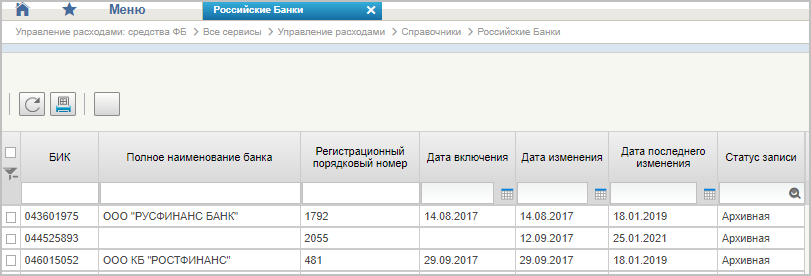 Меню Российские Банки
Управление расходами: средства ФБ Все сервисы Управление расходами Справочники Российские Банки
БИК Полное наименование банка Регистрационный порядковый номер Дата включения Дата изменения Дата последнего изменения Статус записи
043601975 ООО "РУСФИНАНС БАНК" 1792 14.08.2017 14.08.2017 18.01.2019 Архивная
044525893 2055 12.09.2017 25.01.2021 Архивная
046015052 ООО КБ "РОСТФИНАНС" 481 29.09.2017 29.09.2017 18.01.2019 Архивная